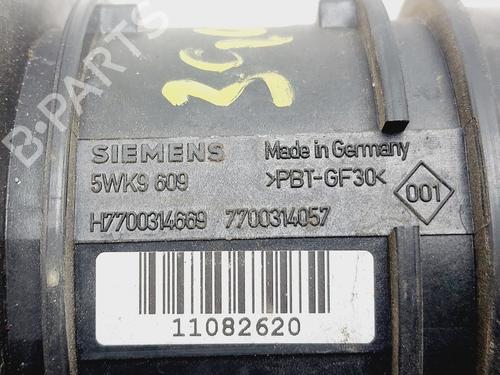 B-PARTS
SIEMENS Made in Germany
5WK9 609 >PBT-GF30< 001
H7700314669 7700314057
11082620